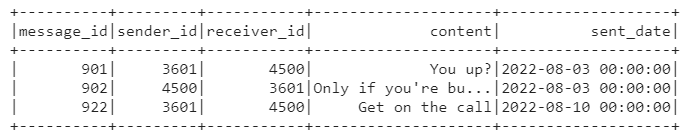 +----------+---------+-----------+--------------------+-------------------+
|message_id|sender_id|receiver_id|             content|          sent_date|
+----------+---------+-----------+--------------------+-------------------+
|       901|     3601|       4500|             You up?|2022-08-03 00:00:00|
|       902|     4500|       3601|Only if you're bu...|2022-08-03 00:00:00|
|       922|     3601|       4500|     Get on the call|2022-08-10 00:00:00|
+----------+---------+-----------+--------------------+-------------------+